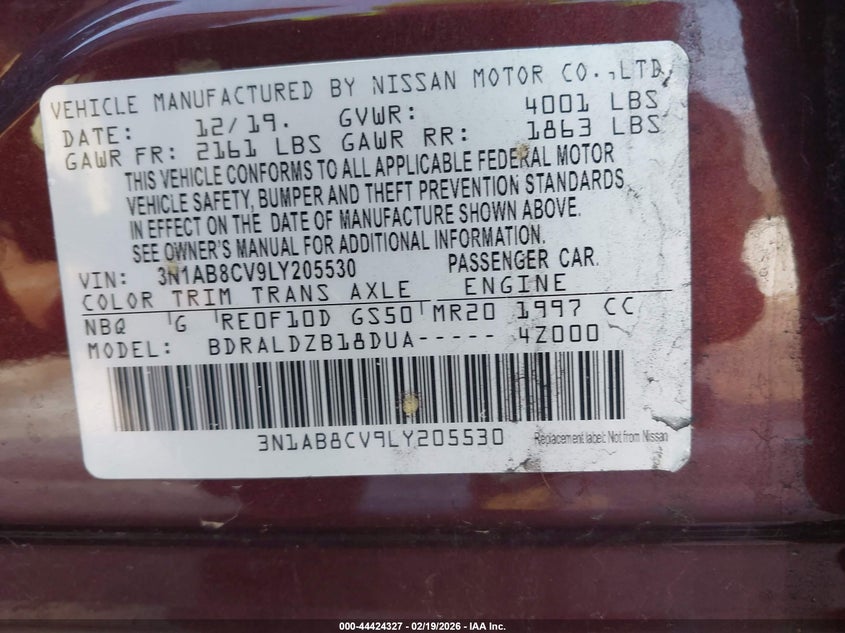 VEHICLE MANUFACTURED BY NISSAN MOTOR CO.,LTD.
DATE: 12/19. GVWR: 4001 LBS
GAWR FR: 2161 LBS GAWR RR: 1863 LBS
THIS VEHICLE CONFORMS TO ALL APPLICABLE FEDERAL MOTOR
VEHICLE SAFETY, BUMPER AND THEFT PREVENTION STANDARDS
IN EFFECT ON THE DATE OF MANUFACTURE SHOWN ABOVE.
SEE OWNER'S MANUAL FOR ADDITIONAL INFORMATION.
VIN: 3N1AB8CV9LY205530 PASSENGER CAR
COLOR TRIM TRANS AXLE ENGINE
NBQ G RE0F10D GS50 MR20 1997 CC
MODEL: BDRALDZB18DUA----- 4Z000
3N1AB8CV9LY205530 Replacement label: Not from Nissan
000-44424327 - 02/19/2026 - IAA Inc.